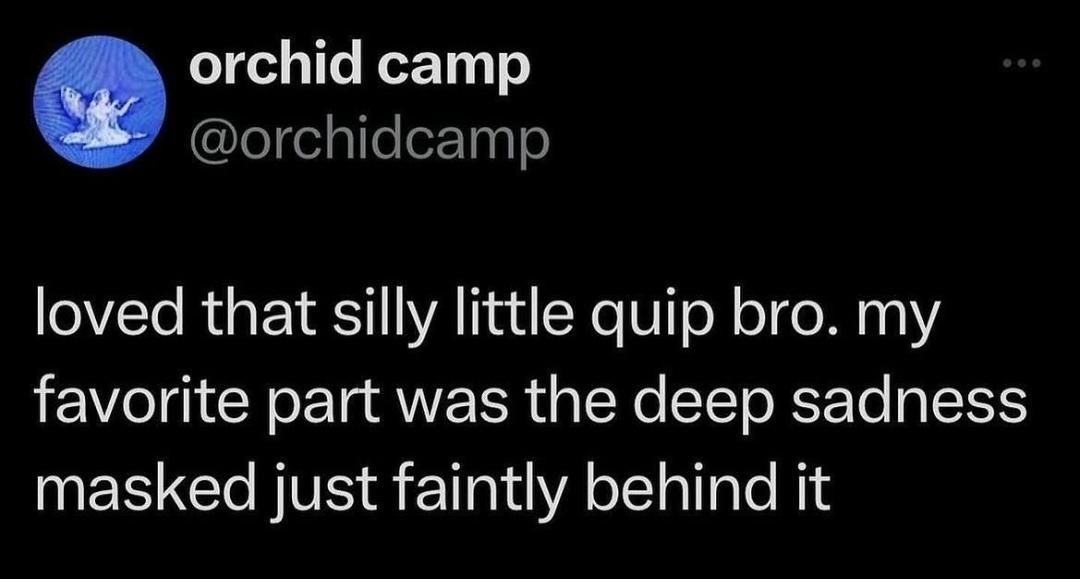 orchid camp
@orchidcamp
loved that silly little quip bro. my
favorite part was the deep sadness
masked just faintly behind it